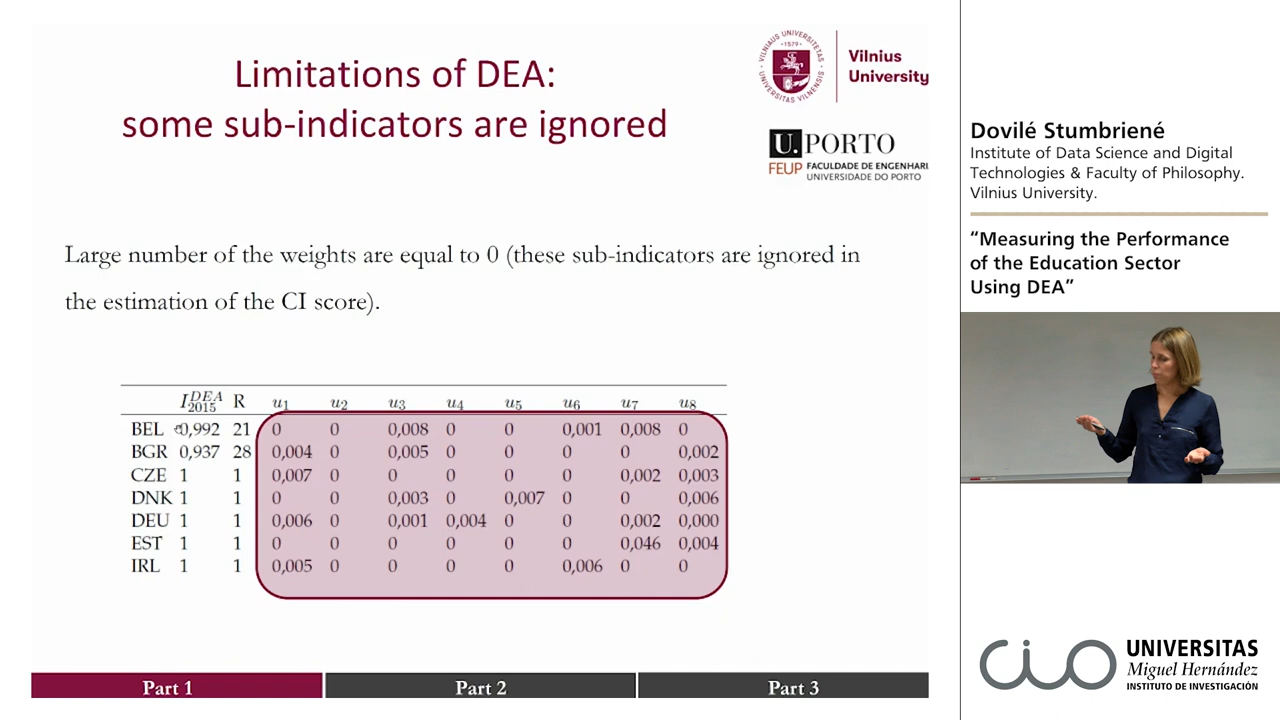 Limitations of DEA:
some sub-indicators are ignored
VILNIAUS UNIVERSITETAS
1579
UNIVERSITAS VILNENSIS
Vilnius
University
U. PORTO
FEUP FACULDADE DE ENGENHARI
UNIVERSIDADE DO PORTO
Large number of the weights are equal to 0 (these sub-indicators are ignored in
the estimation of the CI score).
I DEA 2015 R u1 u2 u3 u4 u5 u6 u7 u8
BEL 0,992 21 0 0 0,008 0 0 0,001 0,008 0
BGR 0,937 28 0,004 0 0,005 0 0 0 0 0,002
CZE 1 1 0,007 0 0 0 0 0 0,002 0,003
DNK 1 1 0 0 0,003 0 0,007 0 0 0,006
DEU 1 1 0,006 0 0,001 0,004 0 0 0,002 0,000
EST 1 1 0 0 0 0 0 0 0,046 0,004
IRL 1 1 0,005 0 0 0 0 0,006 0 0
Part 1 Part 2 Part 3
Dovilé Stumbriené
Institute of Data Science and Digital
Technologies & Faculty of Philosophy.
Vilnius University.
“Measuring the Performance
of the Education Sector
Using DEA”
cio
UNIVERSITAS
Miguel Hernández
INSTITUTO DE INVESTIGACIÓN